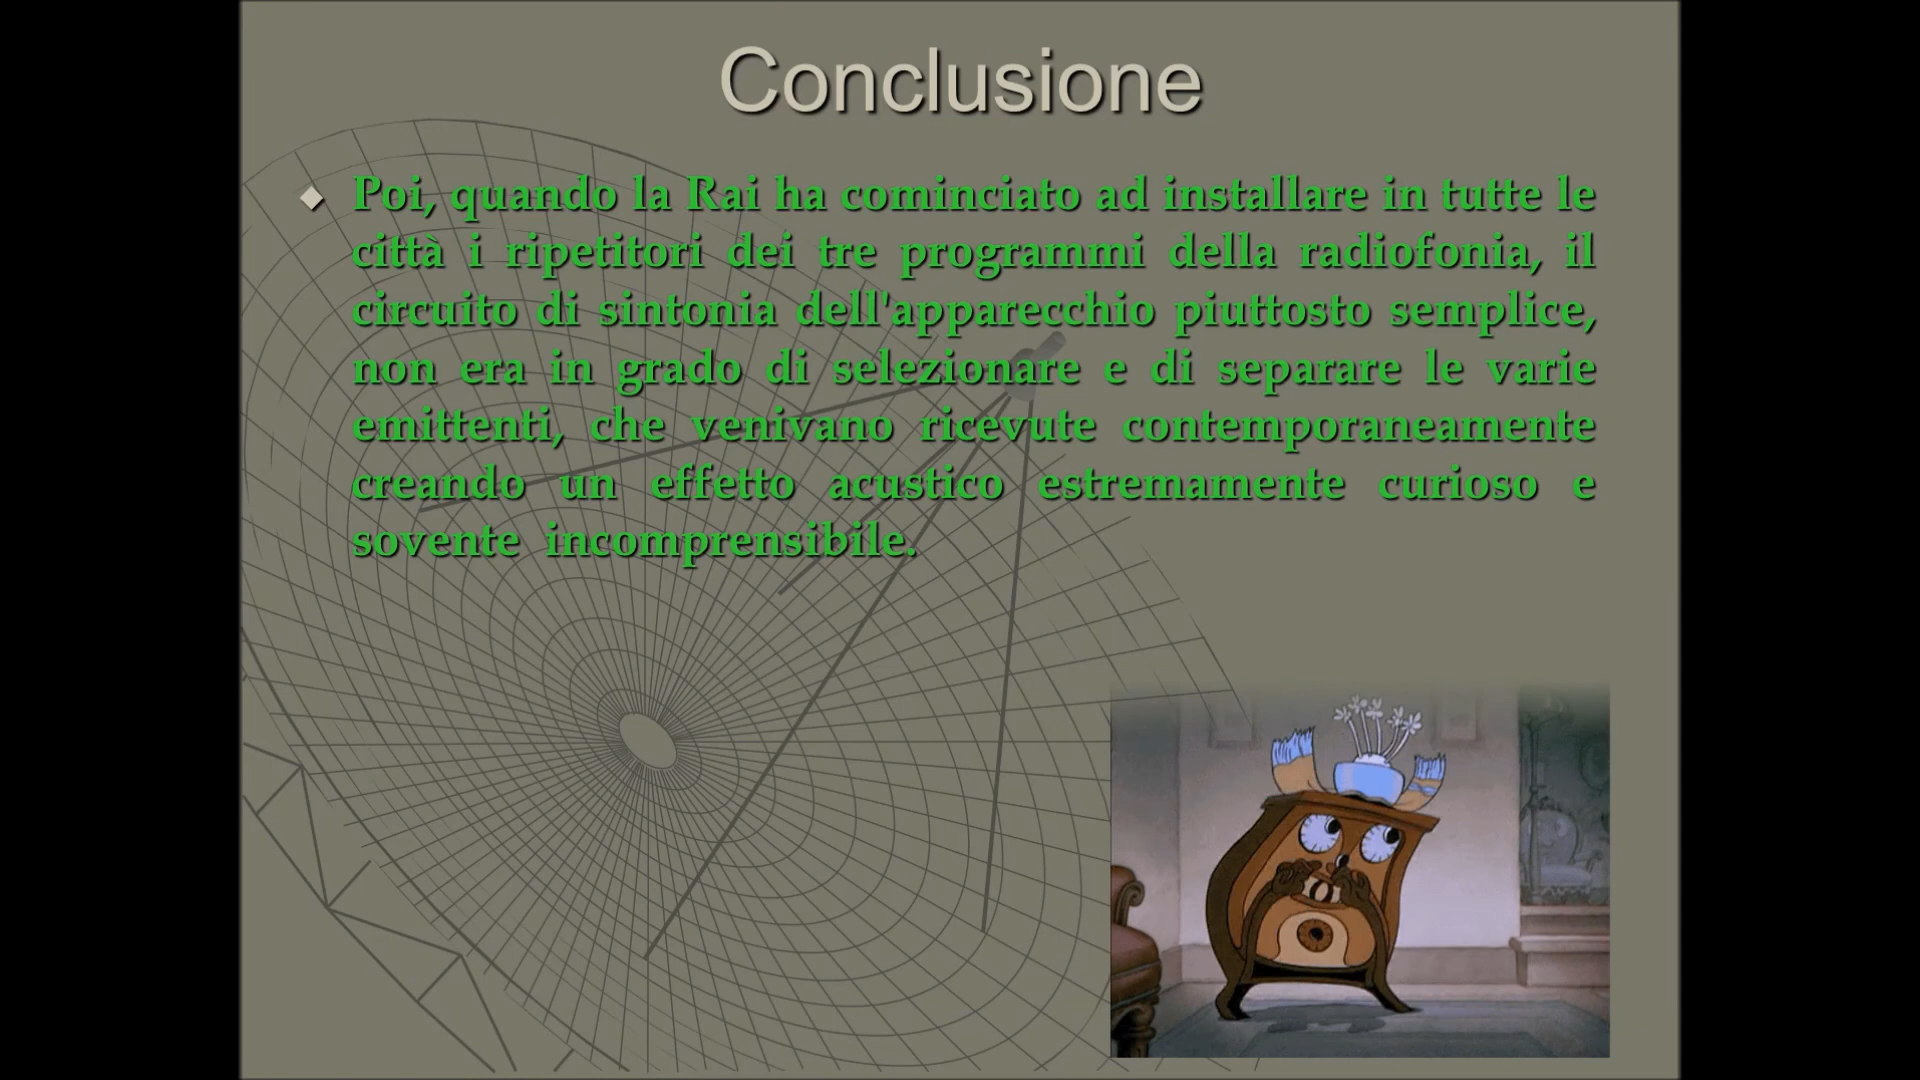 Conclusione
Poi, quando la Rai ha cominciato ad installare in tutte le
città i ripetitori dei tre programmi della radiofonia, il
circuito di sintonia dell'apparecchio piuttosto semplice,
non era in grado di selezionare e di separare le varie
emittenti, che venivano ricevute contemporaneamente
creando un effetto acustico estremamente curioso e
sovente incomprensibile.